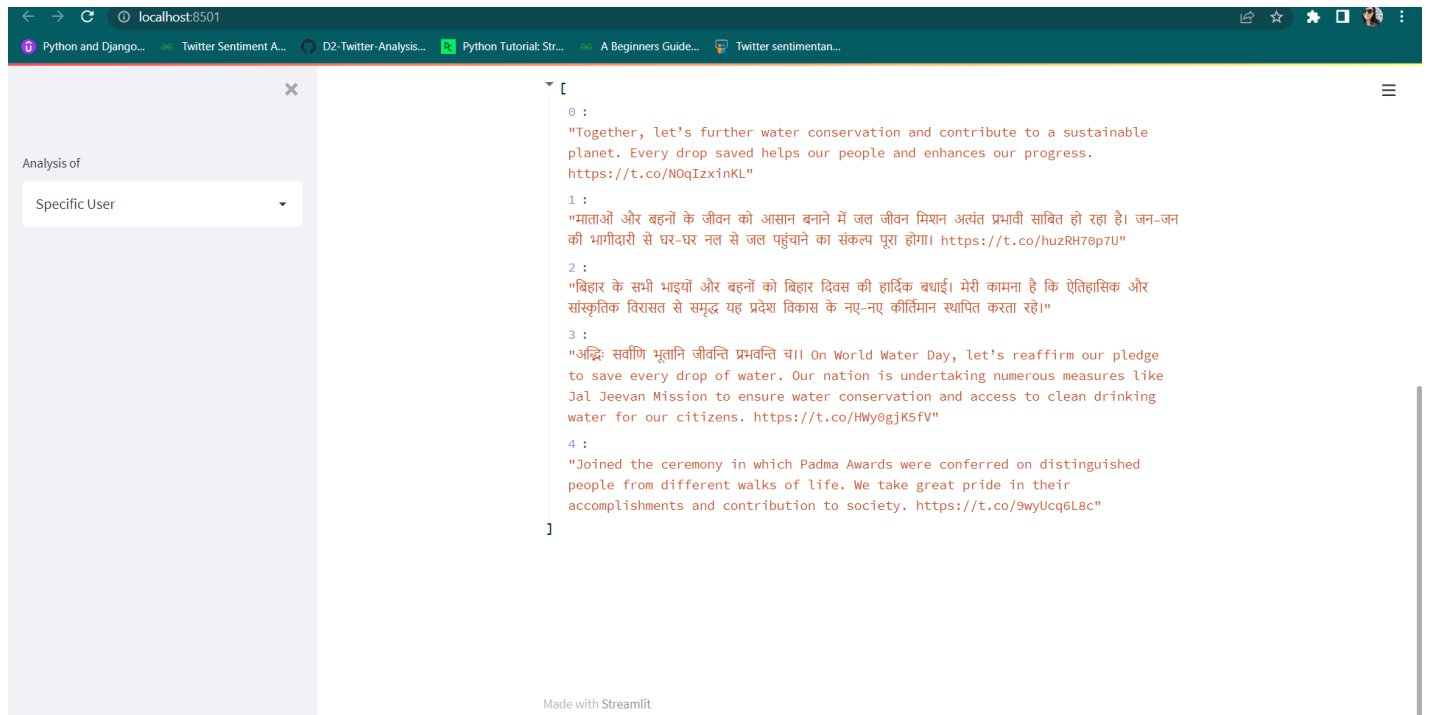 localhost:8501
Python and Django... Twitter Sentiment A... D2-Twitter-Analysis... Python Tutorial: Str... A Beginners Guide... Twitter sentimentan...
Analysis of
Specific User
[
0 :
"Together, let’s further water conservation and contribute to a sustainable
planet. Every drop saved helps our people and enhances our progress.
https://t.co/NOqIzxinKL"
1 :
"माताओं और बहनों के जीवन को आसान बनाने में जल जीवन मिशन अत्यंत प्रभावी साबित हो रहा है। जन-जन
की भागीदारी से घर-घर नल से जल पहुंचाने का संकल्प पूरा होगा। https://t.co/huzRH70p7U"
2 :
"बिहार के सभी भाइयों और बहनों को बिहार दिवस की हार्दिक बधाई। मेरी कामना है कि ऐतिहासिक और
सांस्कृतिक विरासत से समृद्ध यह प्रदेश विकास के नए-नए कीर्तिमान स्थापित करता रहे।"
3 :
"अद्भिः सर्वाणि भूतानि जीवन्ति प्रभवन्ति च।। On World Water Day, let’s reaffirm our pledge
to save every drop of water. Our nation is undertaking numerous measures like
Jal Jeevan Mission to ensure water conservation and access to clean drinking
water for our citizens. https://t.co/HWy0gjK5fV"
4 :
"Joined the ceremony in which Padma Awards were conferred on distinguished
people from different walks of life. We take great pride in their
accomplishments and contribution to society. https://t.co/9wyUcq6L8c"
]
Made with Streamlit